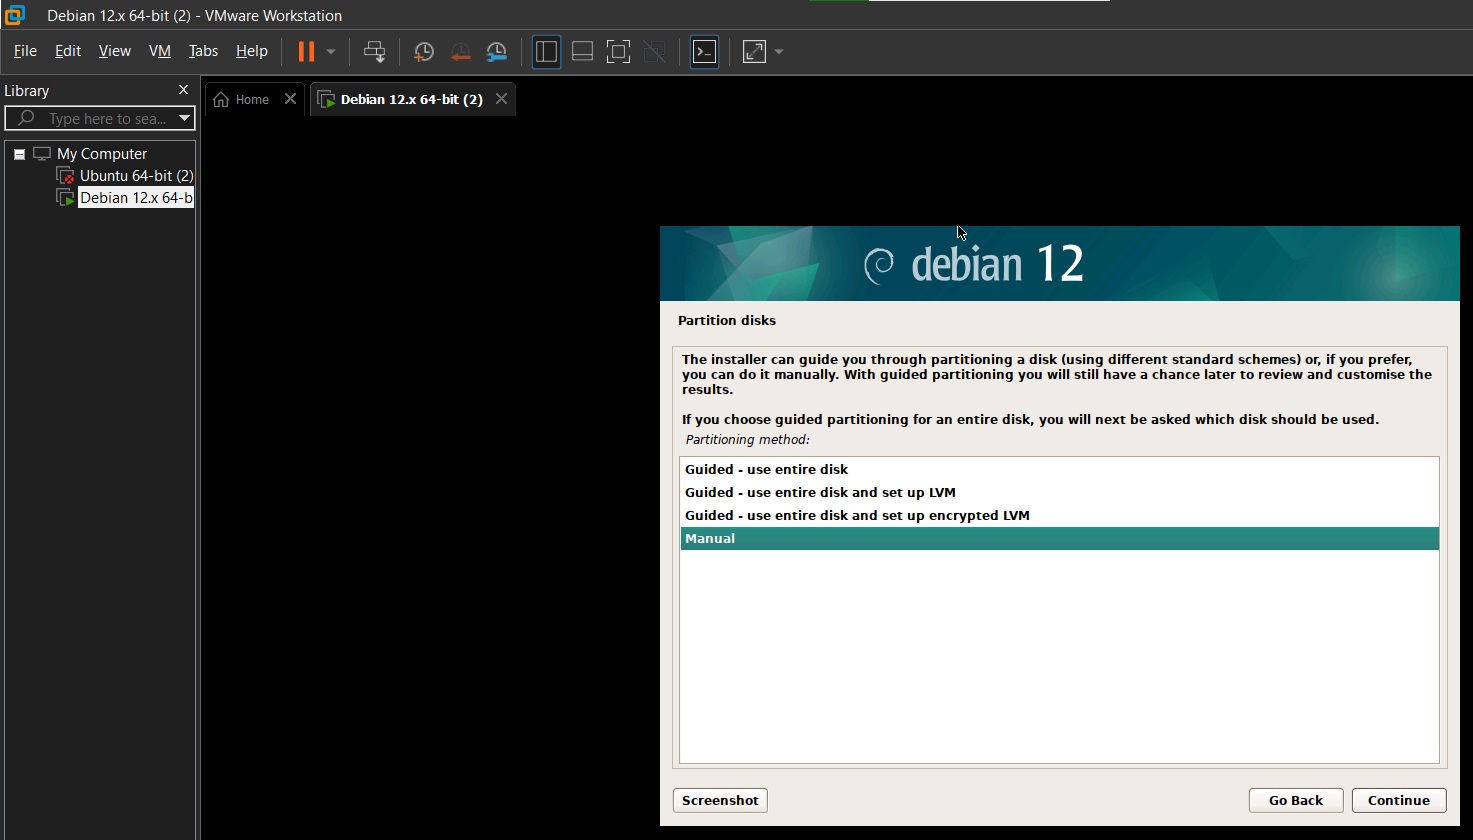 Debian 12.x 64-bit (2) - VMware Workstation
File Edit View VM Tabs Help
Library
Type here to sea...
My Computer
Ubuntu 64-bit (2)
Debian 12.x 64-b
Home
Debian 12.x 64-bit (2)
debian 12
Partition disks
The installer can guide you through partitioning a disk (using different standard schemes) or, if you prefer,
you can do it manually. With guided partitioning you will still have a chance later to review and customise the
results.
If you choose guided partitioning for an entire disk, you will next be asked which disk should be used.
Partitioning method:
Guided - use entire disk
Guided - use entire disk and set up LVM
Guided - use entire disk and set up encrypted LVM
Manual
Screenshot
Go Back
Continue